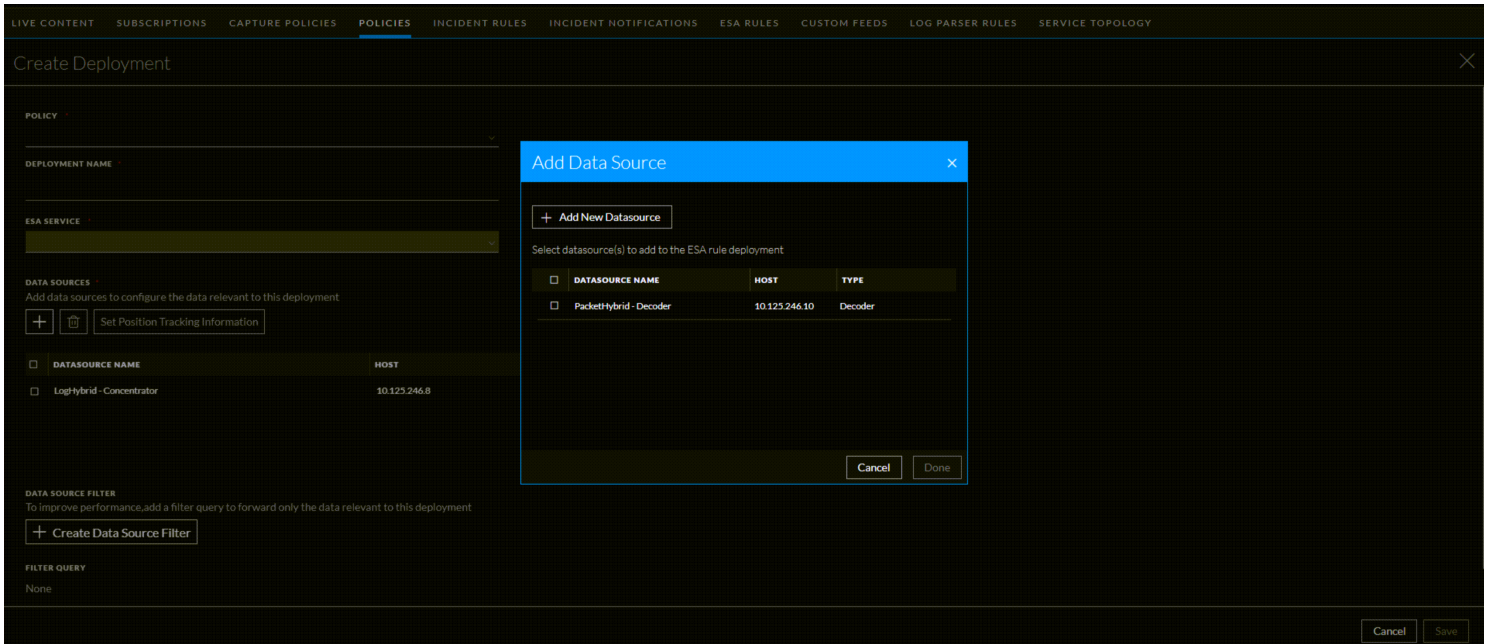 LIVE CONTENT SUBSCRIPTIONS CAPTURE POLICIES POLICIES INCIDENT RULES INCIDENT NOTIFICATIONS ESA RULES CUSTOM FEEDS LOG PARSER RULES SERVICE TOPOLOGY
Create Deployment
POLICY *
DEPLOYMENT NAME *
ESA SERVICE *
DATA SOURCES *
Add data sources to configure the data relevant to this deployment
Set Position Tracking Information
DATASOURCE NAME HOST
LogHybrid - Concentrator 10.125.246.8
DATA SOURCE FILTER
To improve performance,add a filter query to forward only the data relevant to this deployment
+ Create Data Source Filter
FILTER QUERY
None
Add Data Source
+ Add New Datasource
Select datasource(s) to add to the ESA rule deployment
DATASOURCE NAME HOST TYPE
PacketHybrid - Decoder 10.125.246.10 Decoder
Cancel Done
Cancel Save